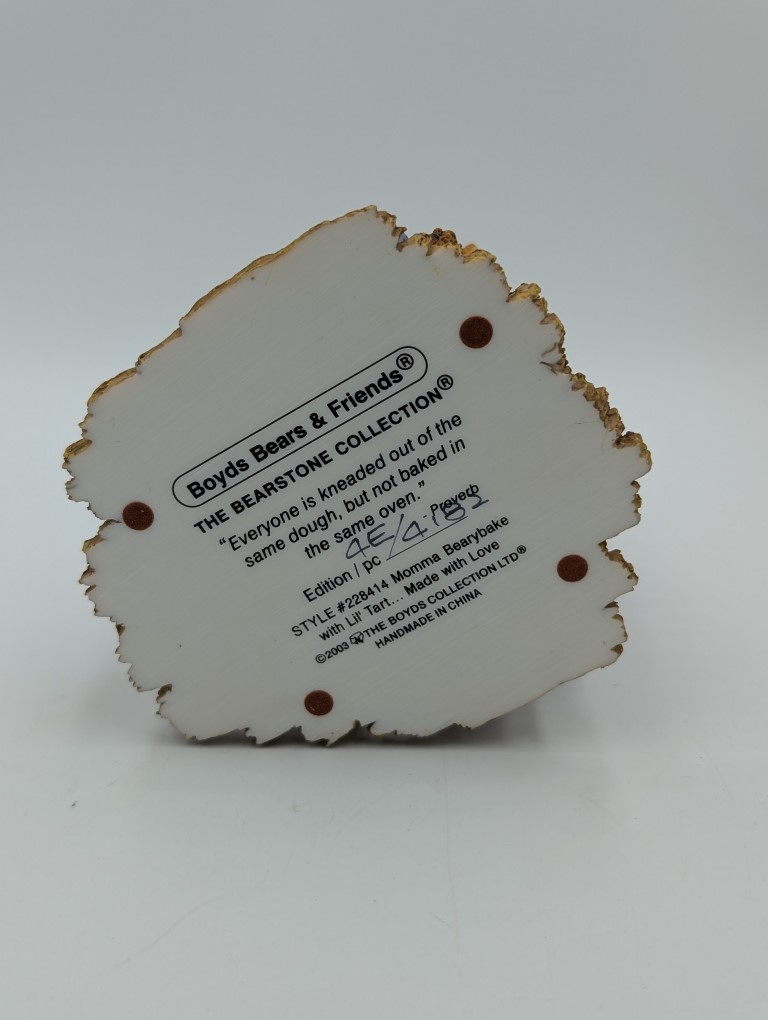 Boyds Bears & Friends®
THE BEARSTONE COLLECTION®
“Everyone is kneaded out of the
same dough, but not baked in
the same oven.”
- Proverb
Edition / pc 4E/4182
STYLE #228414 Momma Bearybake
with Lil' Tart... Made with Love
©2003 THE BOYDS COLLECTION LTD®
HANDMADE IN CHINA